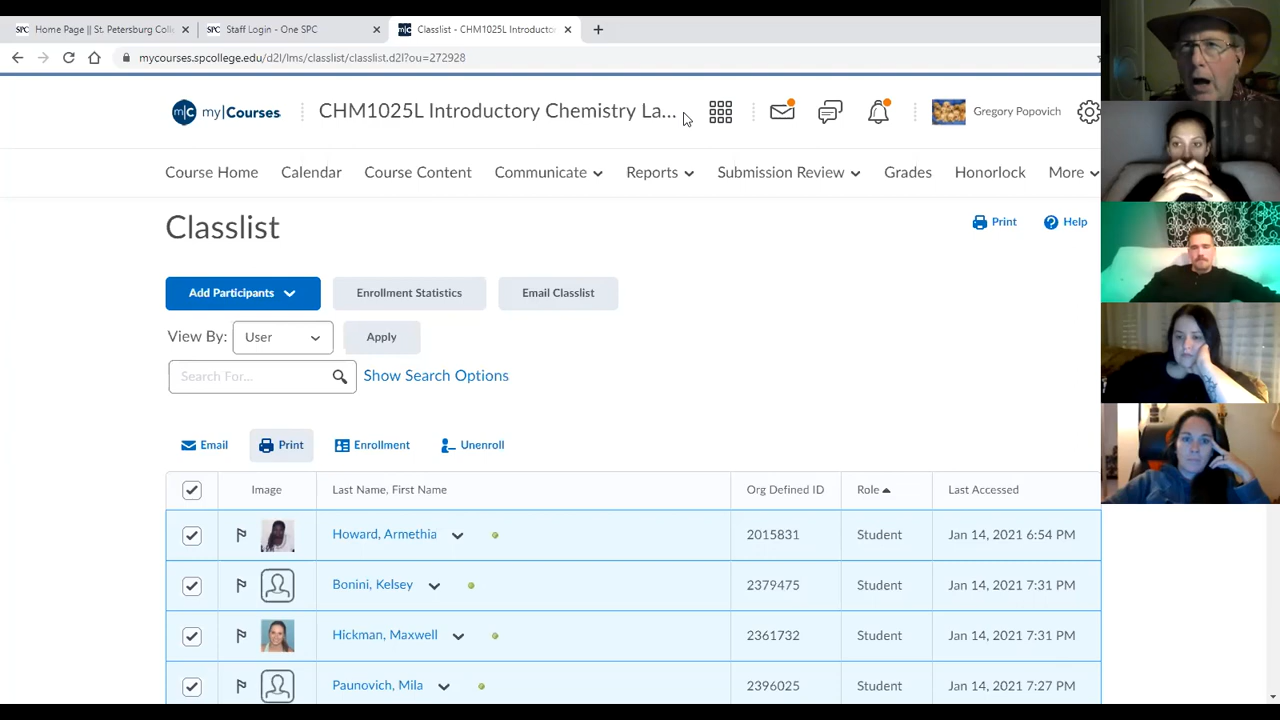 SPC Home Page || St. Petersburg Coll
SPC Staff Login - One SPC
m|c Classlist - CHM1025L Introducto
mycourses.spcollege.edu/d2l/lms/classlist/classlist.d2l?ou=272928
m|c my|Courses CHM1025L Introductory Chemistry La... Gregory Popovich
Course Home Calendar Course Content Communicate Reports Submission Review Grades Honorlock More
Classlist
Print Help
Add Participants Enrollment Statistics Email Classlist
View By: User Apply
Search For... Show Search Options
Email Print Enrollment Unenroll
Image Last Name, First Name Org Defined ID Role Last Accessed
Howard, Armethia 2015831 Student Jan 14, 2021 6:54 PM
Bonini, Kelsey 2379475 Student Jan 14, 2021 7:31 PM
Hickman, Maxwell 2361732 Student Jan 14, 2021 7:31 PM
Paunovich, Mila 2396025 Student Jan 14, 2021 7:27 PM